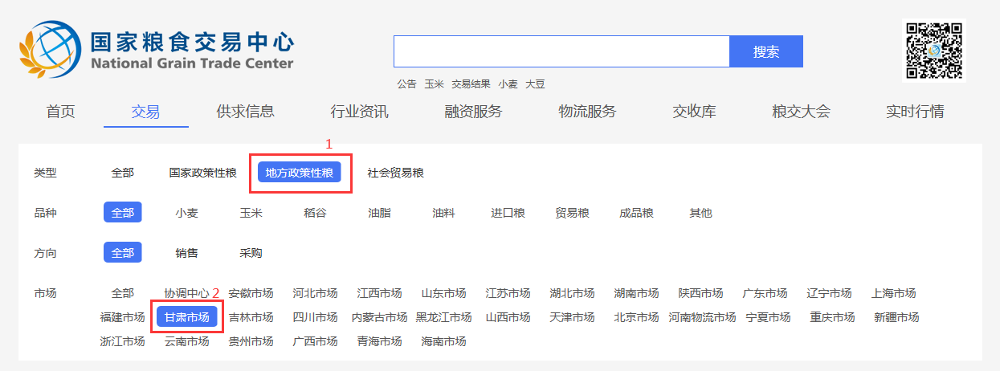 国家粮食交易中心
National Grain Trade Center
搜索
公告 玉米 交易结果 小麦 大豆
首页 交易 供求信息 行业资讯 融资服务 物流服务 交收库 粮交大会 实时行情
1
类型 全部 国家政策性粮 地方政策性粮 社会贸易粮
品种 全部 小麦 玉米 稻谷 油脂 油料 进口粮 贸易粮 成品粮 其他
方向 全部 销售 采购
市场 全部 协调中心 2 安徽市场 河北市场 江西市场 山东市场 江苏市场 湖北市场 湖南市场 陕西市场 广东市场 辽宁市场 上海市场
福建市场 甘肃市场 吉林市场 四川市场 内蒙古市场 黑龙江市场 山西市场 天津市场 北京市场 河南物流市场 宁夏市场 重庆市场 新疆市场
浙江市场 云南市场 贵州市场 广西市场 青海市场 海南市场